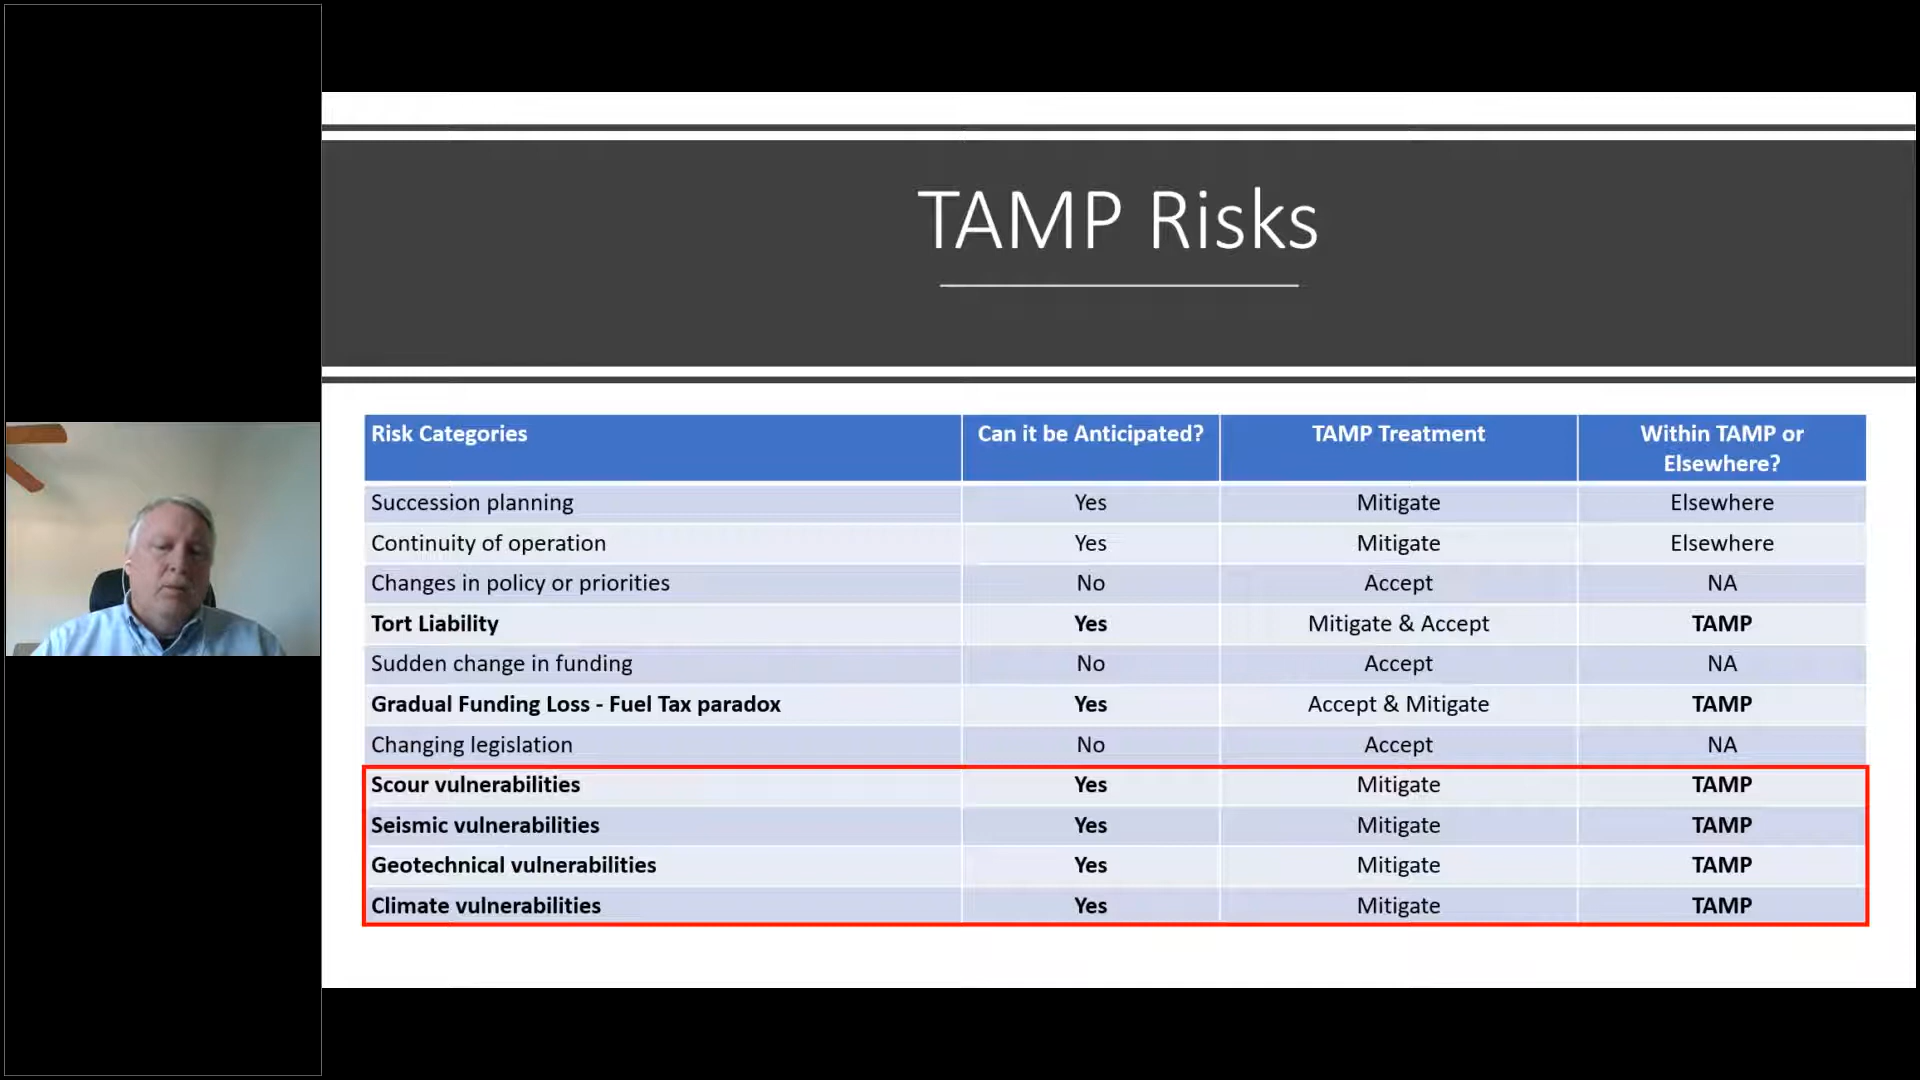 TAMP Risks
Risk Categories Can it be Anticipated? TAMP Treatment Within TAMP or
Elsewhere?
Succession planning Yes Mitigate Elsewhere
Continuity of operation Yes Mitigate Elsewhere
Changes in policy or priorities No Accept NA
Tort Liability Yes Mitigate & Accept TAMP
Sudden change in funding No Accept NA
Gradual Funding Loss - Fuel Tax paradox Yes Accept & Mitigate TAMP
Changing legislation No Accept NA
Scour vulnerabilities Yes Mitigate TAMP
Seismic vulnerabilities Yes Mitigate TAMP
Geotechnical vulnerabilities Yes Mitigate TAMP
Climate vulnerabilities Yes Mitigate TAMP